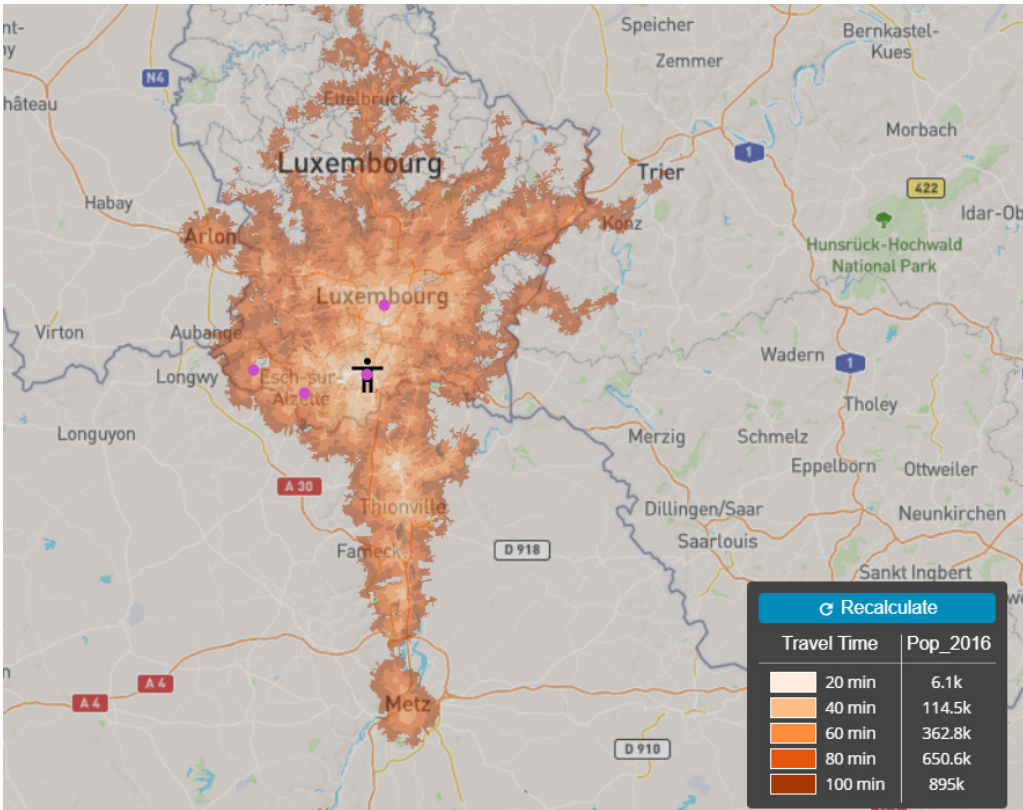 Speicher
Bernkastel-
Kues
Zemmer
N4
hâteau
Ettelbruck
Morbach
1
Luxembourg
Trier
422
Habay
Idar-Ob
Konz
Arlon
Hunsrück-Hochwald
National Park
Luxembourg
Virton
Aubange
Wadern
1
Longwy
Esch-sur-
Alzette
Tholey
Longuyon
Merzig
Schmelz
Eppelborn
Ottweiler
A 30
Thionville
Dillingen/Saar
Neunkirchen
Saarlouis
Fameck
D 918
Sankt Ingbert
Recalculate
Travel Time
Pop_2016
20 min
6.1k
40 min
114.5k
60 min
362.8k
80 min
650.6k
100 min
895k
A 4
A 4
Metz
D 910